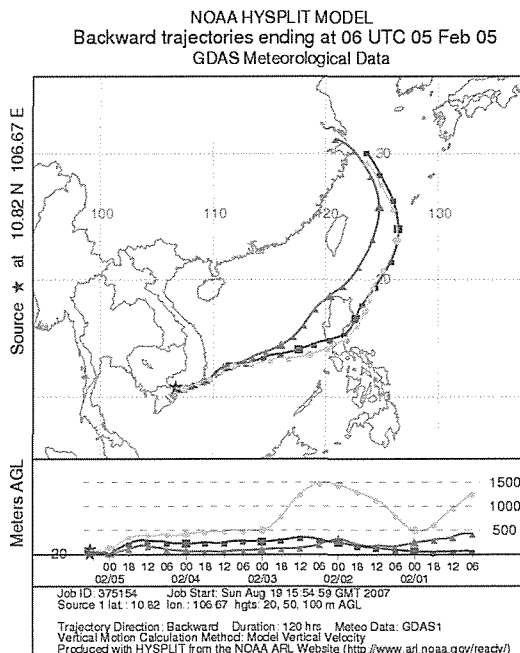 NOAA HYSPLIT MODEL
Backward trajectories ending at 06 UTC 05 Feb 05
GDAS Meteorological Data
Source ★ at 10.82 N 106.67 E
100
110
120
130
30
20
Meters AGL
20
1500
1000
500
00 18 12 06 00 18 12 06 00 18 12 06 00 18 12 06 00 18 12 06
02/05 02/04 02/03 02/02 02/01
Job ID: 375154 Job Start: Sun Aug 19 15:54:59 GMT 2007
Source 1 lat.: 10.82 lon.: 106.67 hgts: 20, 50, 100 m AGL
Trajectory Direction: Backward Duration: 120 hrs Meteo Data: GDAS1
Vertical Motion Calculation Method: Model Vertical Velocity
Produced with HYSPLIT from the NOAA ARL Website (http://www.arl.noaa.gov/ready/)